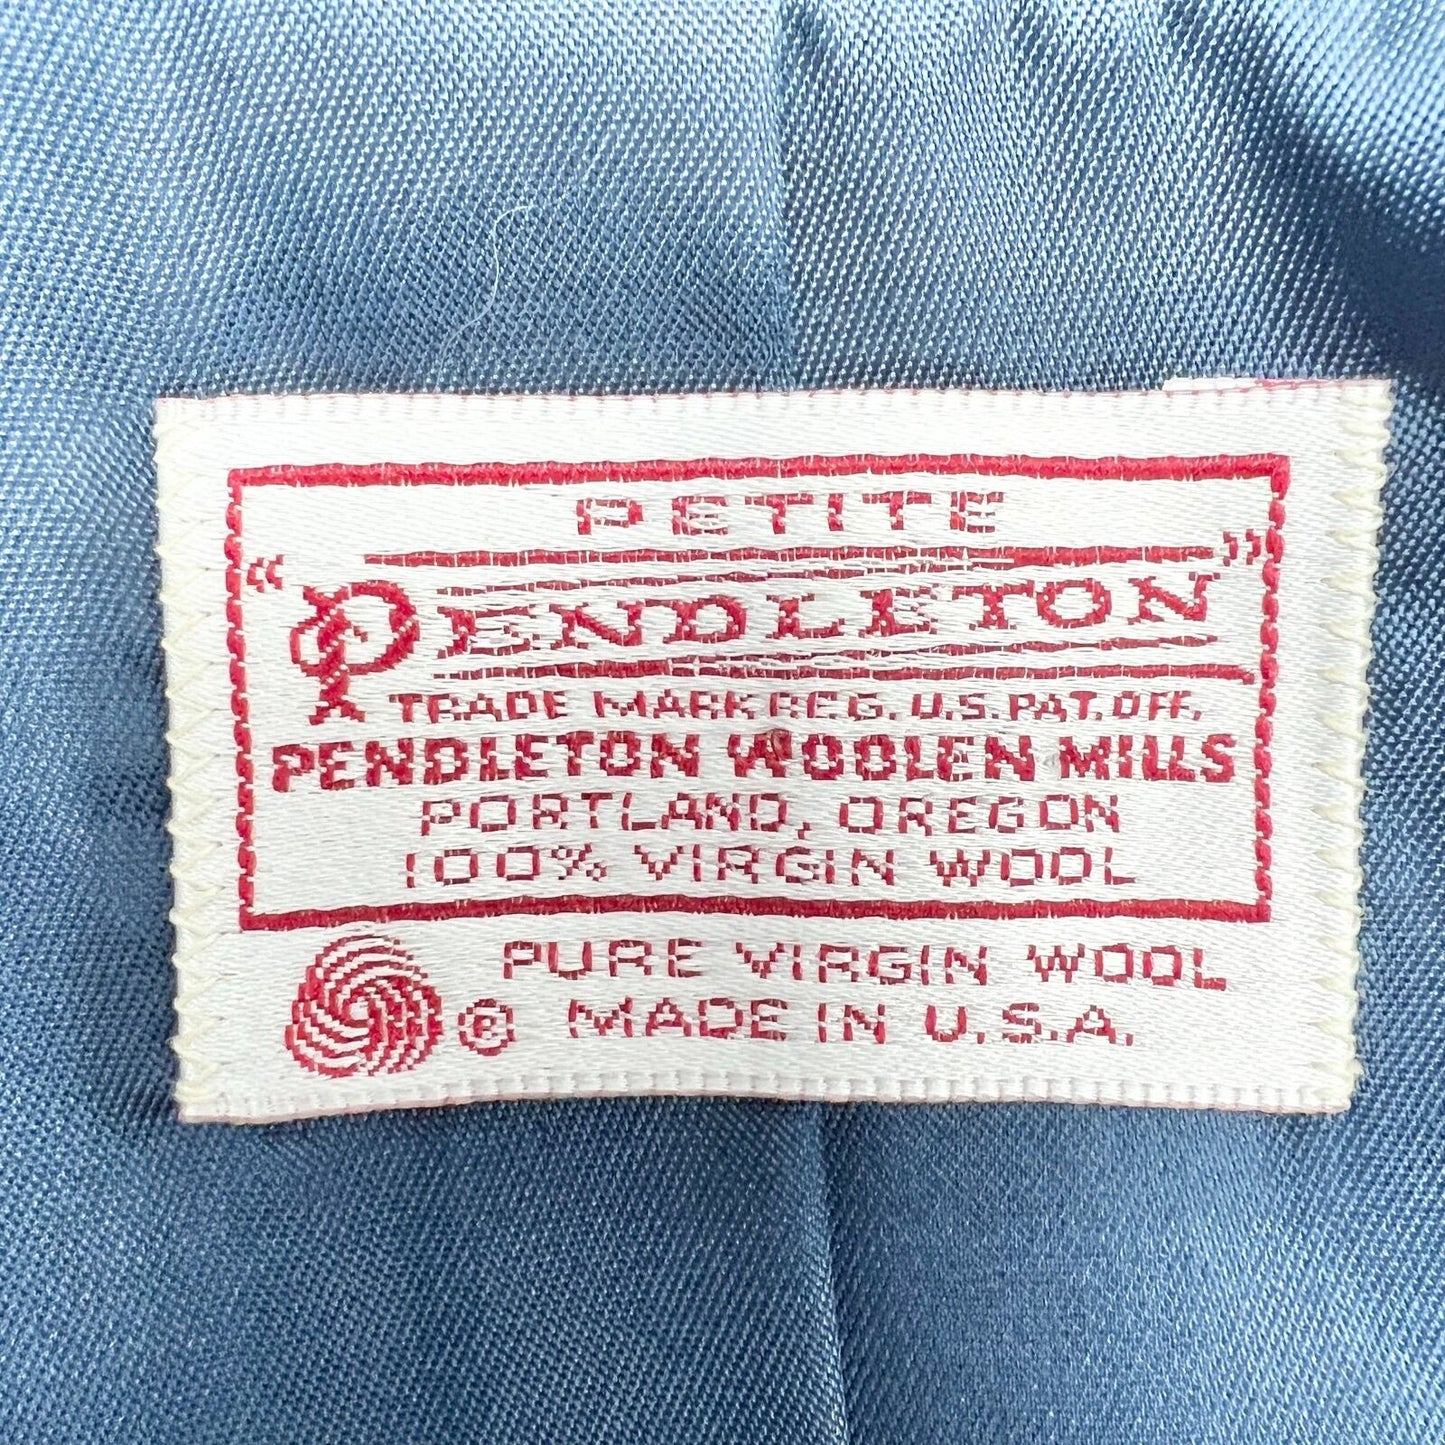 PETITE
"PENDLETON"
TRADE MARK REG. U.S. PAT. OFF.
PENDLETON WOOLEN MILLS
PORTLAND, OREGON
100% VIRGIN WOOL
PURE VIRGIN WOOL
® MADE IN U.S.A.